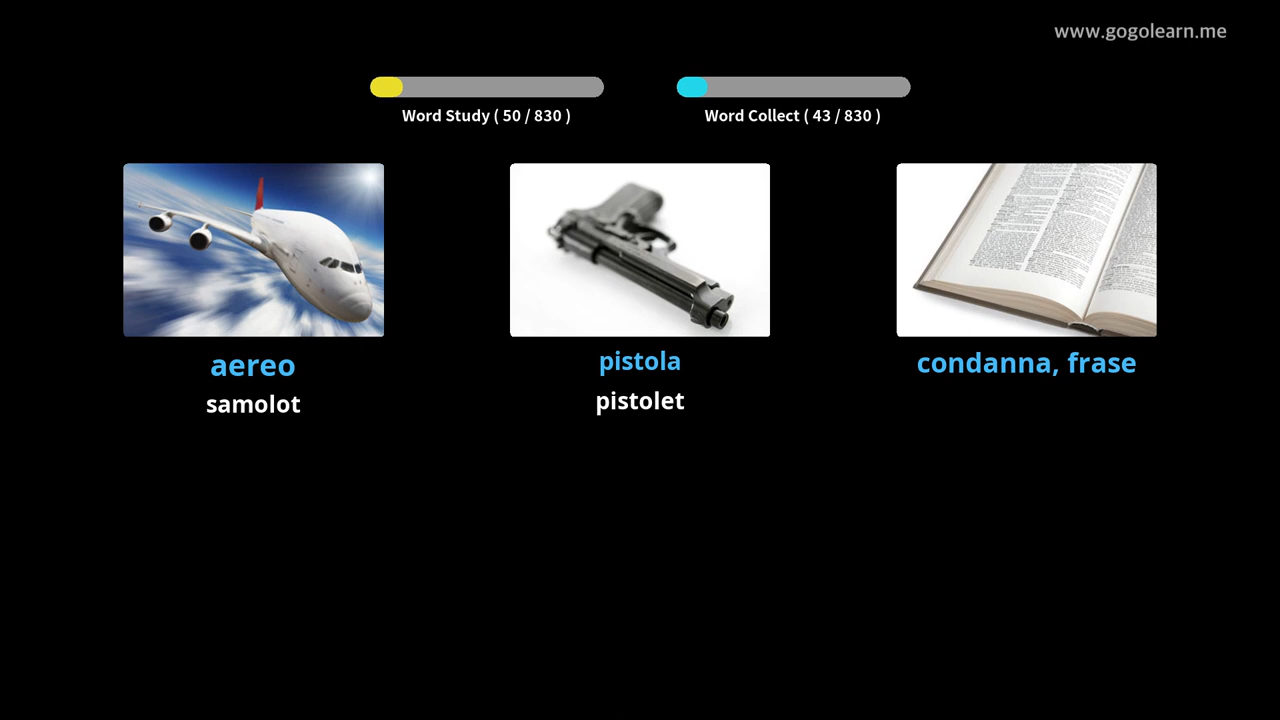 www.gogolearn.me
Word Study ( 50 / 830 )
Word Collect ( 43 / 830 )
aereo
samolot
pistola
pistolet
condanna, frase